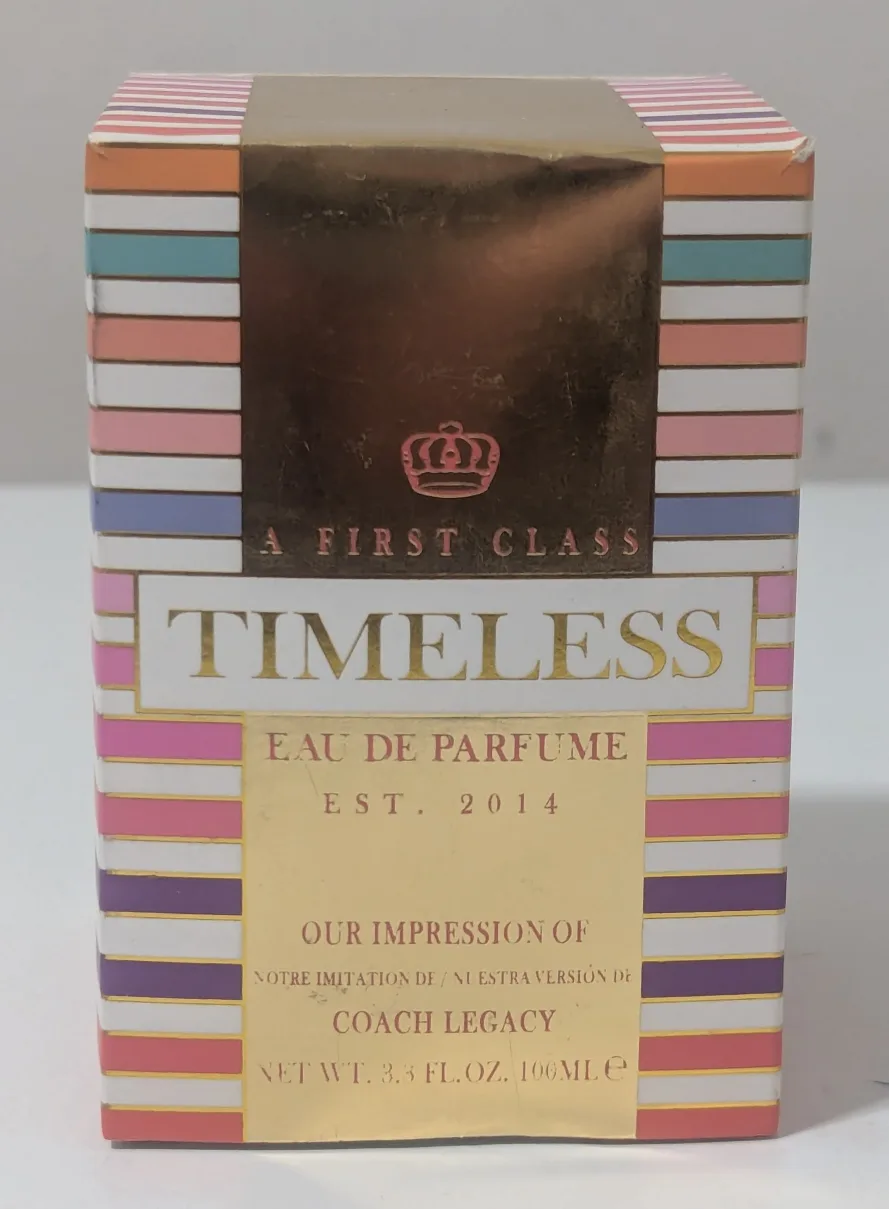 A FIRST CLASS
TIMELESS
EAU DE PARFUME
EST. 2014
OUR IMPRESSION OF
NOTRE IMITATION DE / NUESTRA VERSIÓN DE
COACH LEGACY
NET WT. 3.3 FL.OZ. 100ML℮